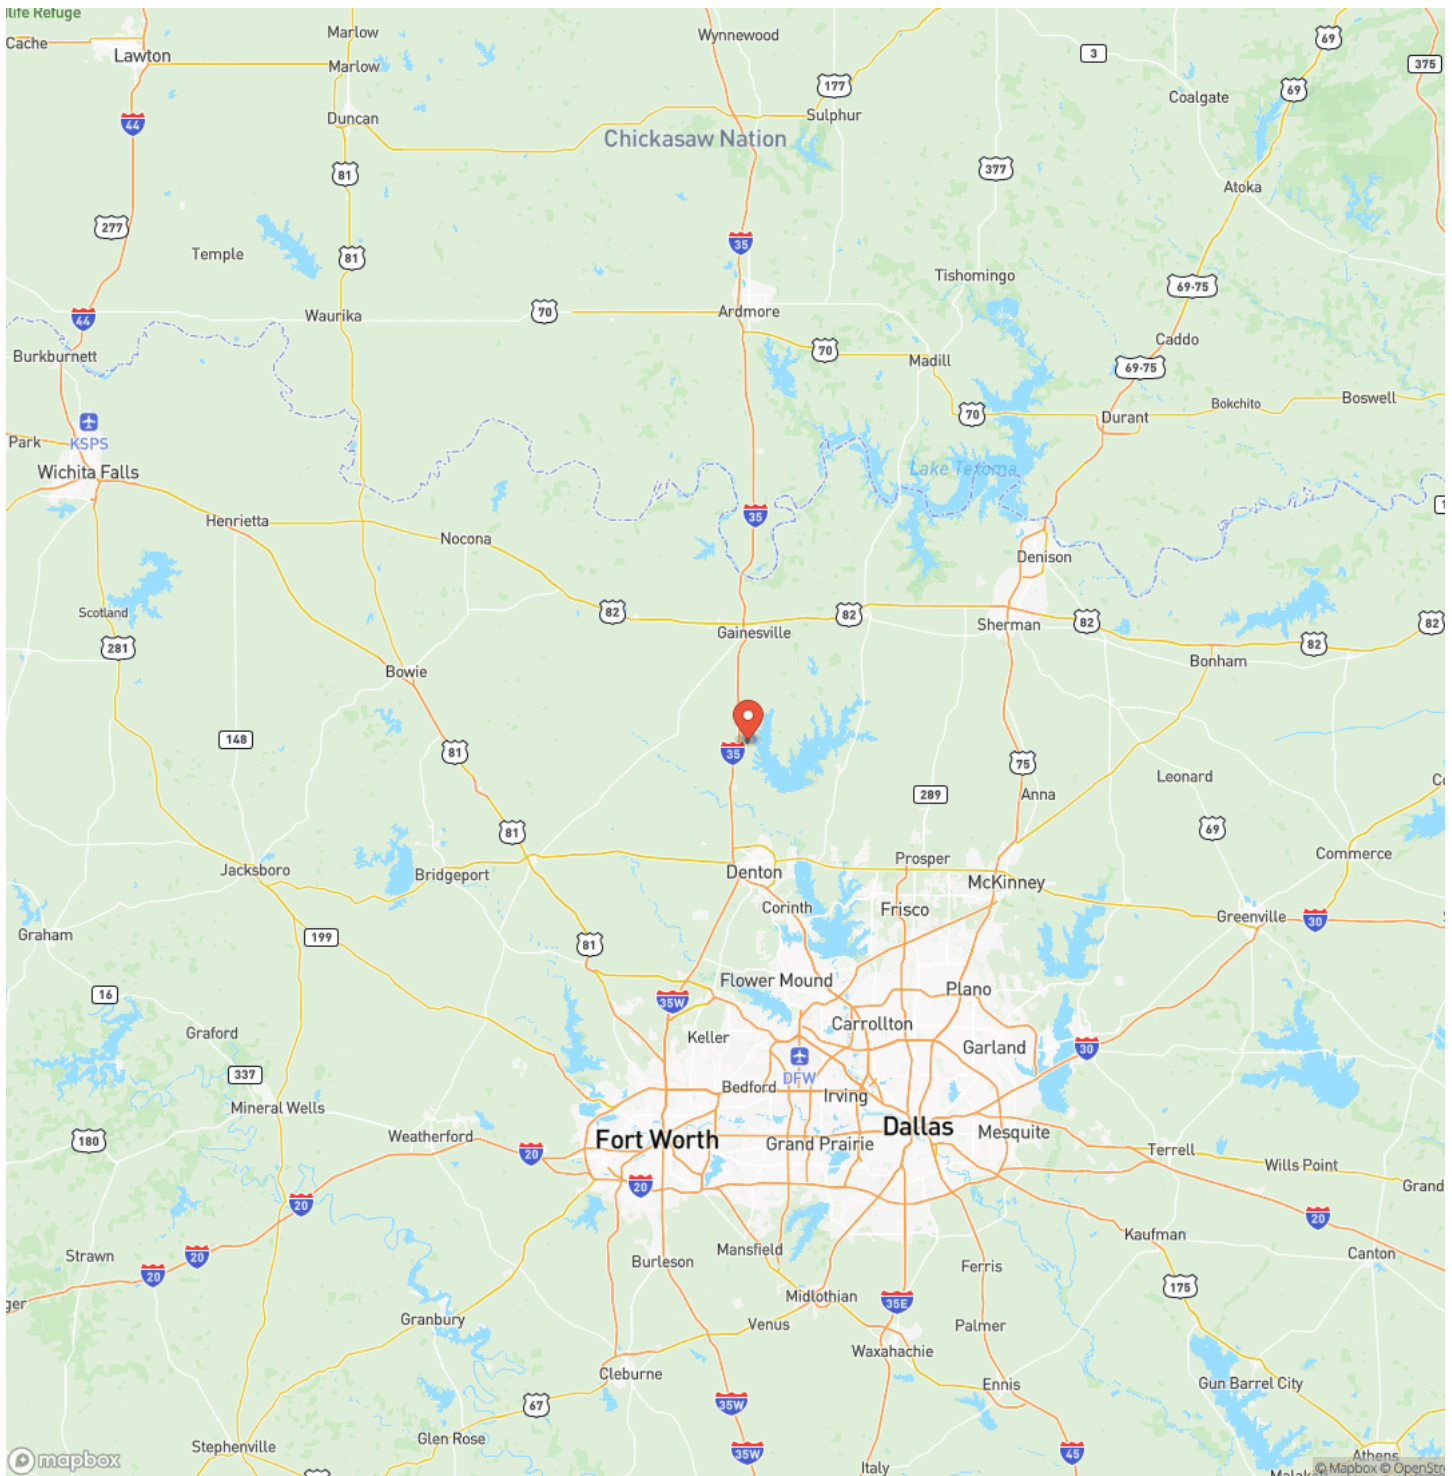 life Refuge
Cache
Lawton
Marlow
Marlow
Wynnewood
69
3
375
177
69
Coalgate
44
Duncan
Sulphur
Chickasaw Nation
81
377
Atoka
277
Temple
81
35
Tishomingo
69-75
44
Waurika
70
Ardmore
Caddo
Burkburnett
70
Madill
69-75
Boswell
Bokchito
KSPS
Park
70
Durant
Wichita Falls
Lake Texoma
Henrietta
35
Nocona
Denison
Scotland
82
82
Sherman
82
82
82
Gainesville
281
Bowie
Bonham
148
81
35
75
Leonard
289
Anna
81
69
Commerce
Jacksboro
Bridgeport
Denton
Prosper
McKinney
Corinth
Frisco
Greenville
30
Graham
199
81
Flower Mound
Plano
16
35W
Graford
Keller
Carrollton
Garland
30
337
DFW
Mineral Wells
Bedford
Irving
180
Weatherford
Fort Worth
Grand Prairie
Dallas
Mesquite
Terrell
20
Wills Point
20
Grand
20
20
Kaufman
Strawn
20
20
Burleson
Mansfield
Ferris
Canton
ger
Granbury
Midlothian
35E
175
Venus
Palmer
Waxahachie
Cleburne
Ennis
Gun Barrel City
67
35W
Stephenville
Glen Rose
35W
45
Athens
Italy
mapbox
© Mapbox © OpenStr